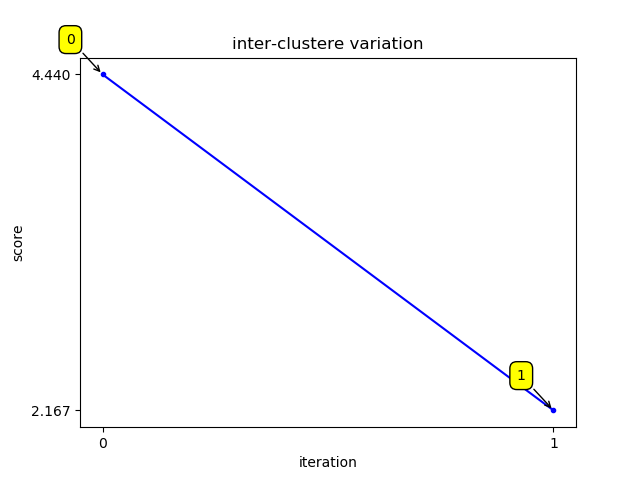 0
inter-clustere variation
4.440
score
1
2.167
0
1
iteration